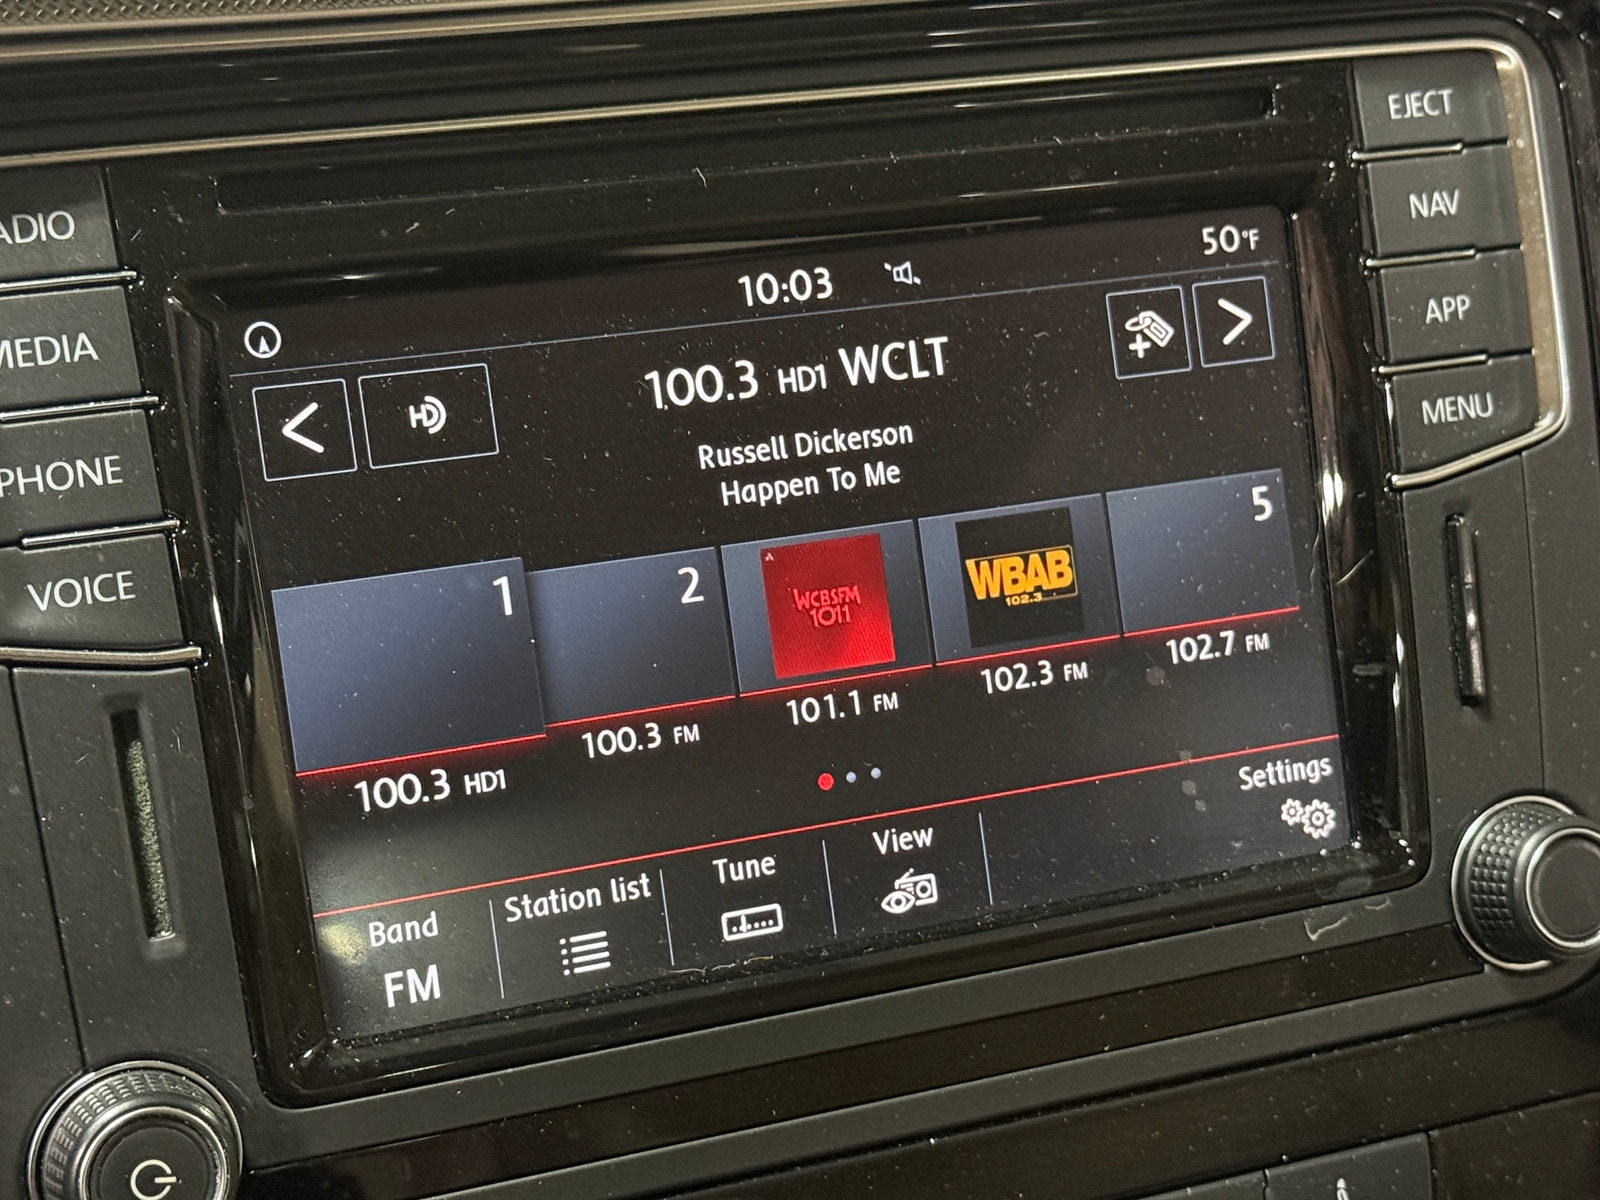 ADIO
MEDIA
PHONE
VOICE
EJECT
NAV
APP
MENU
10:03
50°F
HD
100.3 HD1 WCLT
Russell Dickerson
Happen To Me
1
100.3 HD1
2
100.3 FM
WCBSFM
101.1
101.1 FM
WBAB
102.3
102.3 FM
5
102.7 FM
Band
FM
Station list
Tune
View
Settings